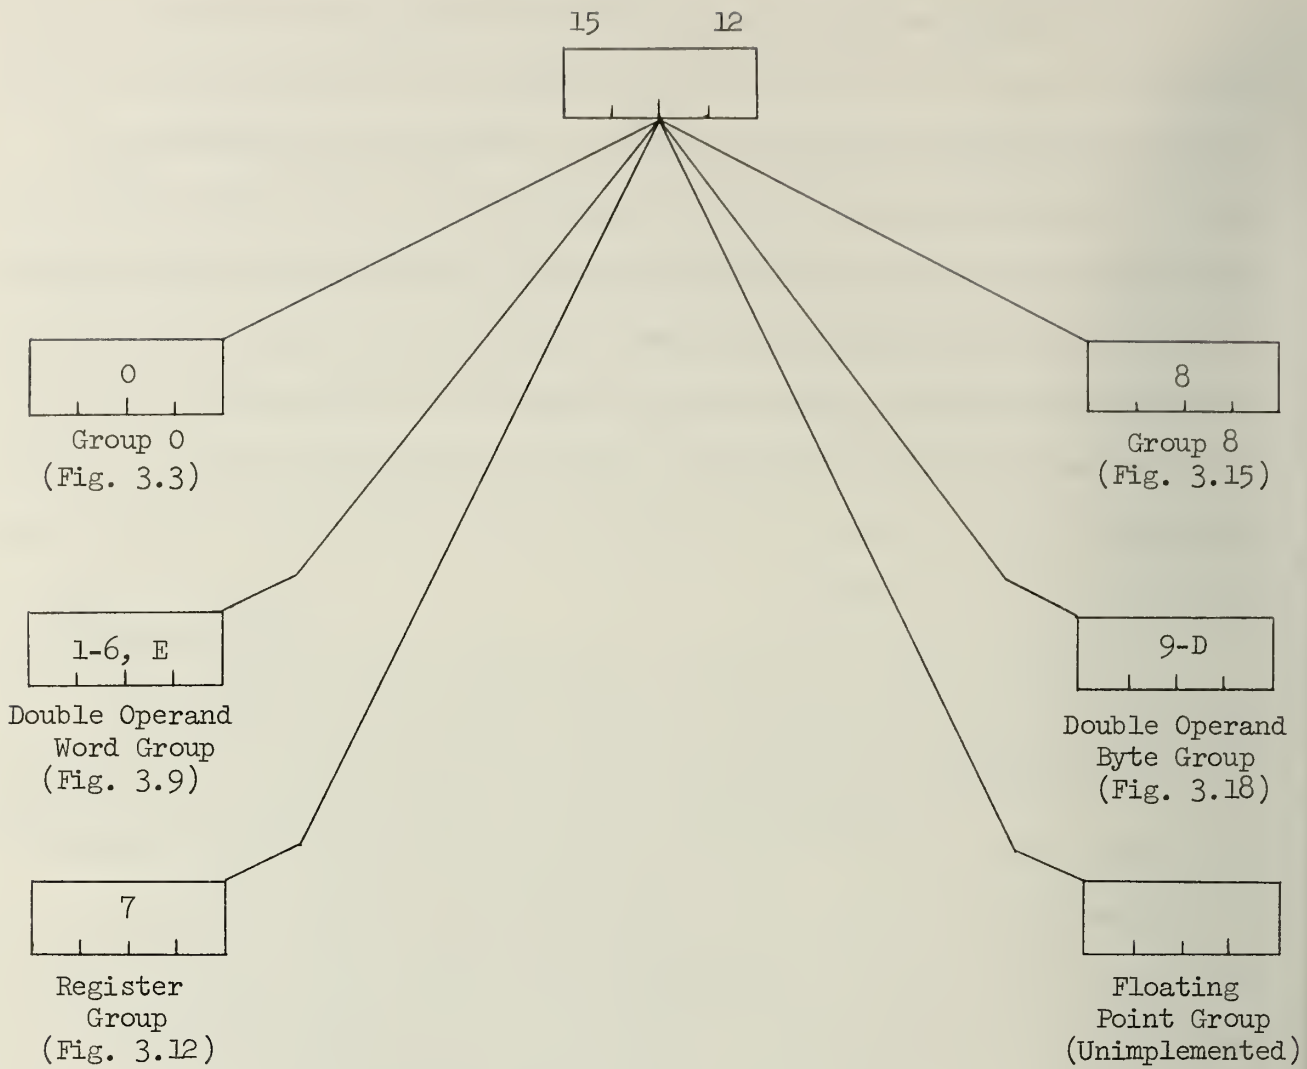 15 12
0
Group 0
(Fig. 3.3)
8
Group 8
(Fig. 3.15)
1-6, E
Double Operand
Word Group
(Fig. 3.9)
9-D
Double Operand
Byte Group
(Fig. 3.18)
7
Register
Group
(Fig. 3.12)
Floating
Point Group
(Unimplemented)